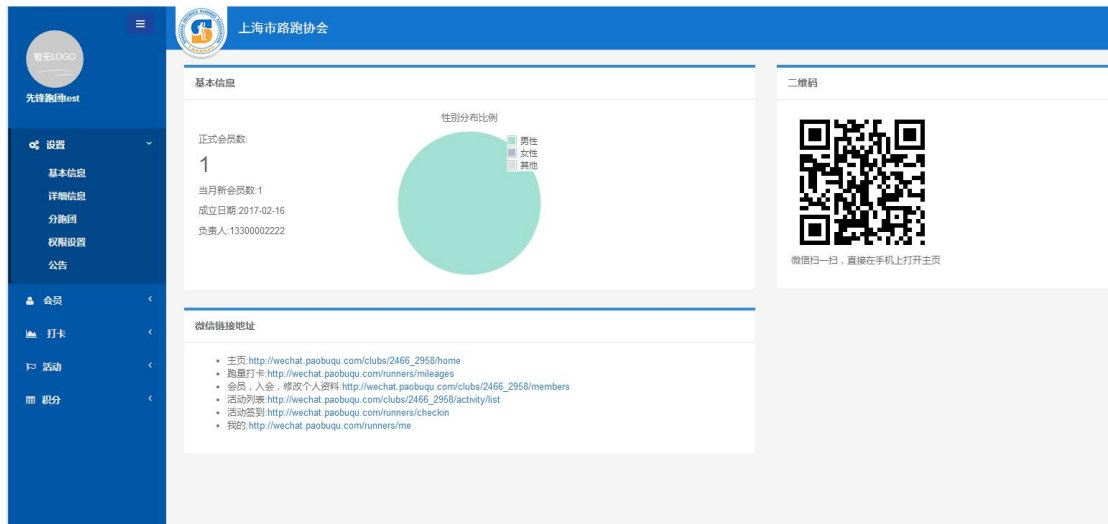 上海市路跑协会
暂无LOGO
先锋跑团test
设置
基本信息
详细信息
分跑团
权限设置
公告
会员
打卡
活动
积分
基本信息
性别分布比例
正式会员数:
1
当月新会员数:1
成立日期:2017-02-16
负责人:13300002222
男性
女性
其他
二维码
微信扫一扫，直接在手机上打开主页
微信链接地址
主页:http://wechat.paobuqu.com/clubs/2466_2958/home
跑量打卡:http://wechat.paobuqu.com/runners/mileages
会员，入会，修改个人资料:http://wechat.paobuqu.com/clubs/2466_2958/members
活动列表:http://wechat.paobuqu.com/clubs/2466_2958/activity/list
活动签到:http://wechat.paobuqu.com/runners/checkin
我的:http://wechat.paobuqu.com/runners/me